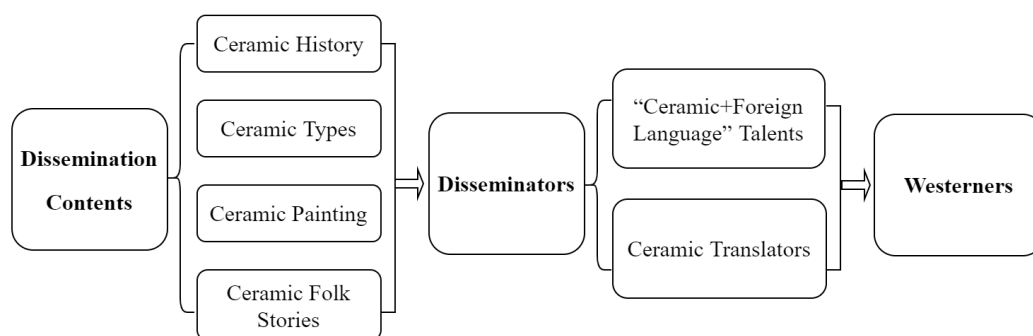 Dissemination
Contents
Ceramic History
Ceramic Types
Ceramic Painting
Ceramic Folk
Stories
Disseminators
“Ceramic+Foreign
Language” Talents
Ceramic Translators
Westerners